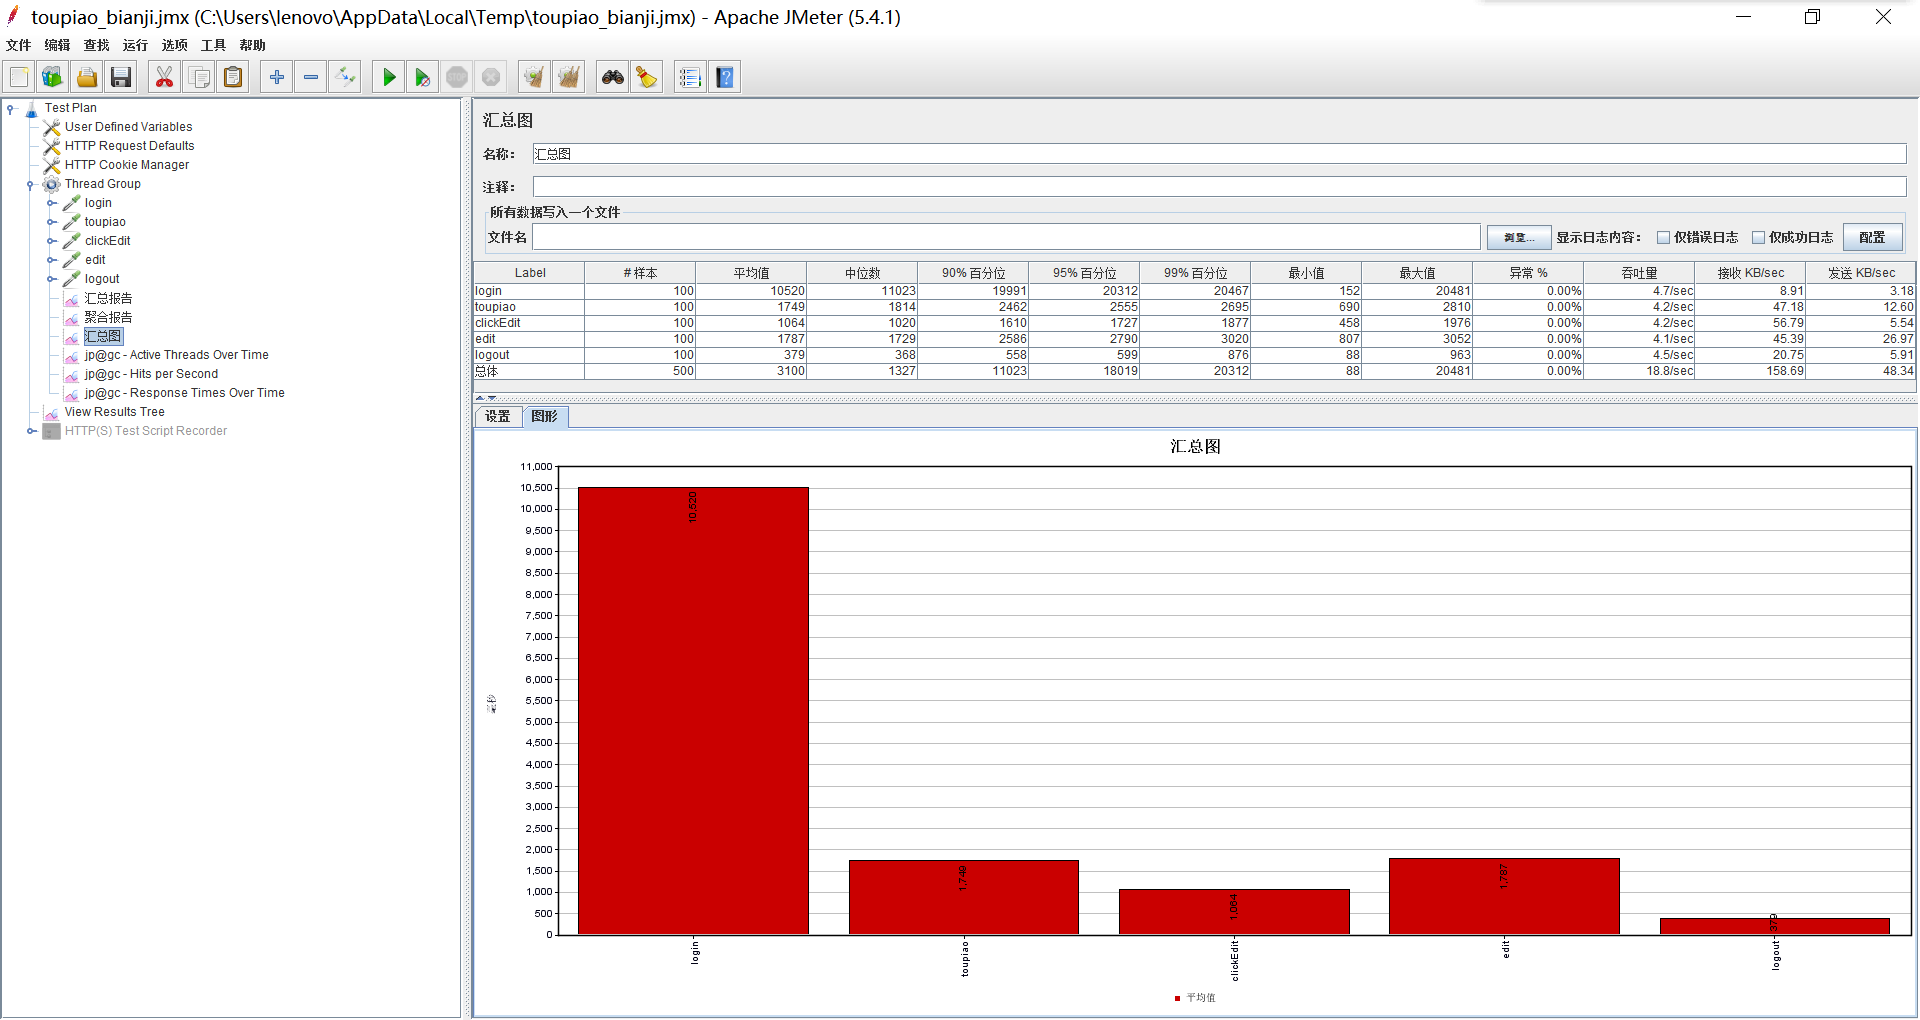 toupiao_bianji.jmx (C:\Users\lenovo\AppData\Local\Temp\toupiao_bianji.jmx) - Apache JMeter (5.4.1)
文件 编辑 查找 运行 选项 工具 帮助
STOP
Test Plan
User Defined Variables
HTTP Request Defaults
HTTP Cookie Manager
Thread Group
login
toupiao
clickEdit
edit
logout
汇总报告
聚合报告
汇总图
jp@gc - Active Threads Over Time
jp@gc - Hits per Second
jp@gc - Response Times Over Time
View Results Tree
HTTP(S) Test Script Recorder
汇总图
名称： 汇总图
注释：
所有数据写入一个文件
文件名 浏览... 显示日志内容： 仅错误日志 仅成功日志 配置
Label # 样本 平均值 中位数 90% 百分位 95% 百分位 99% 百分位 最小值 最大值 异常 % 吞吐量 接收 KB/sec 发送 KB/sec
login 100 10520 11023 19991 20312 20467 152 20481 0.00% 4.7/sec 8.91 3.18
toupiao 100 1749 1814 2462 2555 2695 690 2810 0.00% 4.2/sec 47.18 12.60
clickEdit 100 1064 1020 1610 1727 1877 458 1976 0.00% 4.2/sec 56.79 5.54
edit 100 1787 1729 2586 2790 3020 807 3052 0.00% 4.1/sec 45.39 26.97
logout 100 379 368 558 599 876 88 963 0.00% 4.5/sec 20.75 5.91
总体 500 3100 1327 11023 18019 20312 88 20481 0.00% 18.8/sec 158.69 48.34
设置 图形
汇总图
11,000
10,500
10,000
9,500
9,000
8,500
8,000
7,500
7,000
6,500
6,000
5,500
5,000
4,500
4,000
3,500
3,000
2,500
2,000
1,500
1,000
500
0
毫秒
10,520
1,749
1,064
1,787
379
login toupiao clickEdit edit logout
平均值